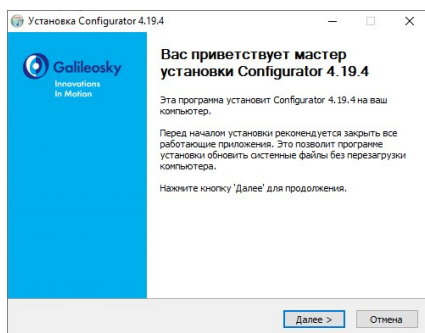 Установка Configurator 4.19.4
Galileosky
Innovations
In Motion
Вас приветствует мастер
установки Configurator 4.19.4
Эта программа установит Configurator 4.19.4 на ваш
компьютер.
Перед началом установки рекомендуется закрыть все
работающие приложения. Это позволит программе
установки обновить системные файлы без перезагрузки
компьютера.
Нажмите кнопку 'Далее' для продолжения.
Далее >
Отмена